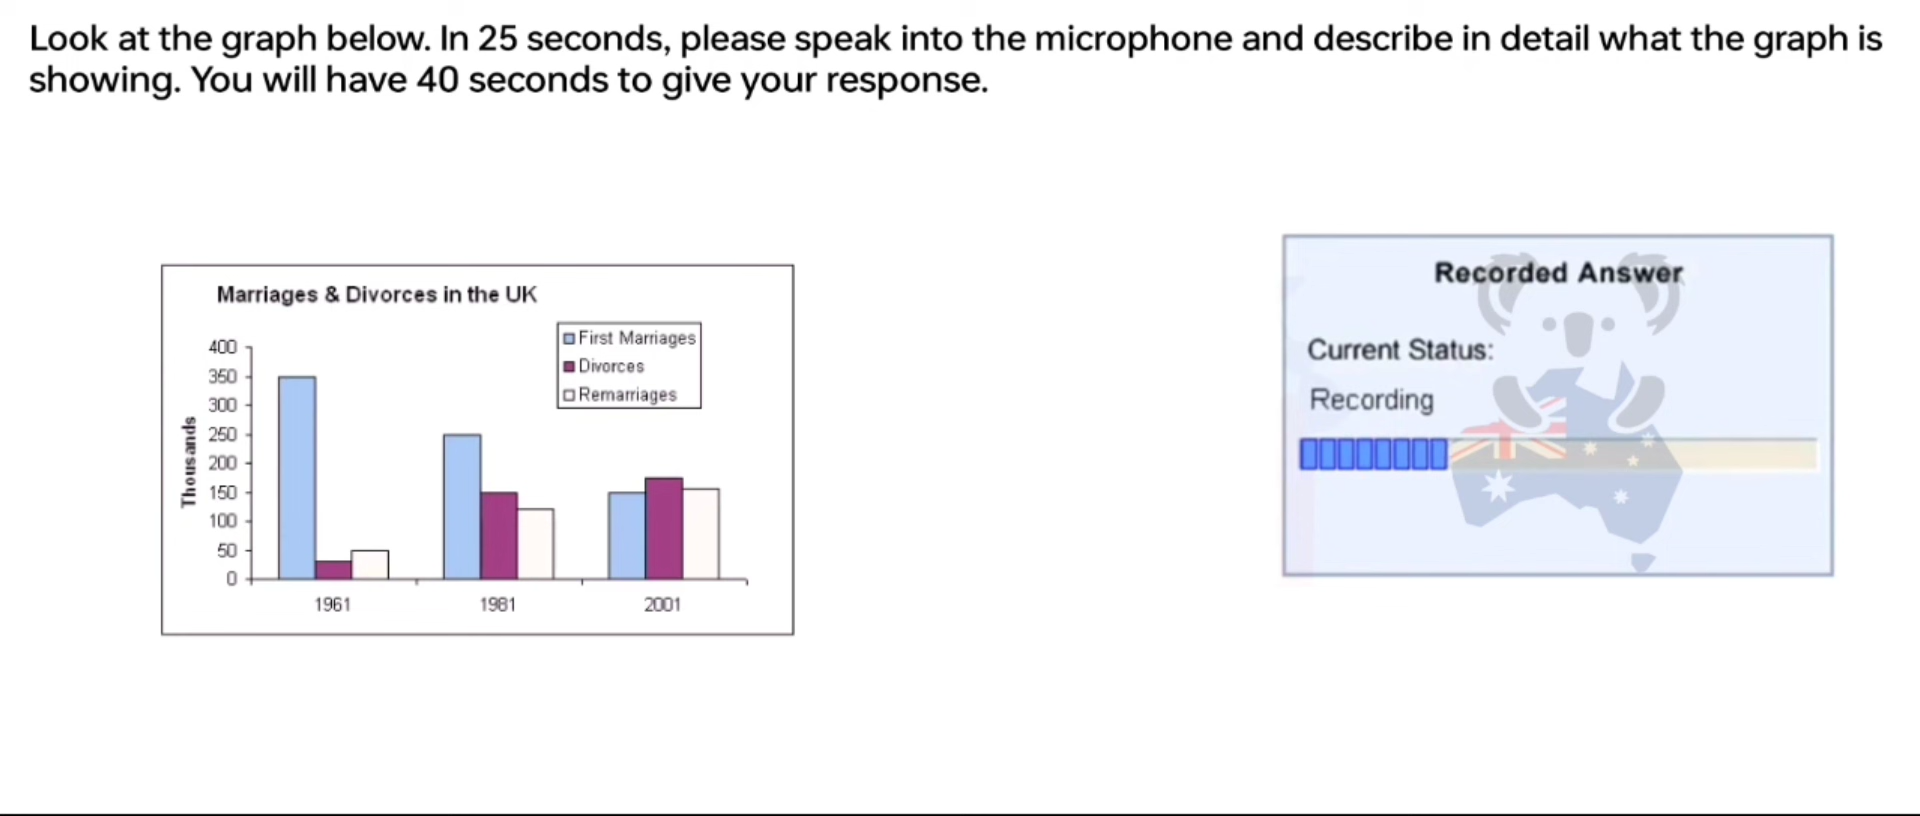 Look at the graph below. In 25 seconds, please speak into the microphone and describe in detail what the graph is
showing. You will have 40 seconds to give your response.
Marriages & Divorces in the UK
First Marriages
Divorces
Remarriages
Thousands
400
350
300
250
200
150
100
50
0
1961 1981 2001
Recorded Answer
Current Status:
Recording